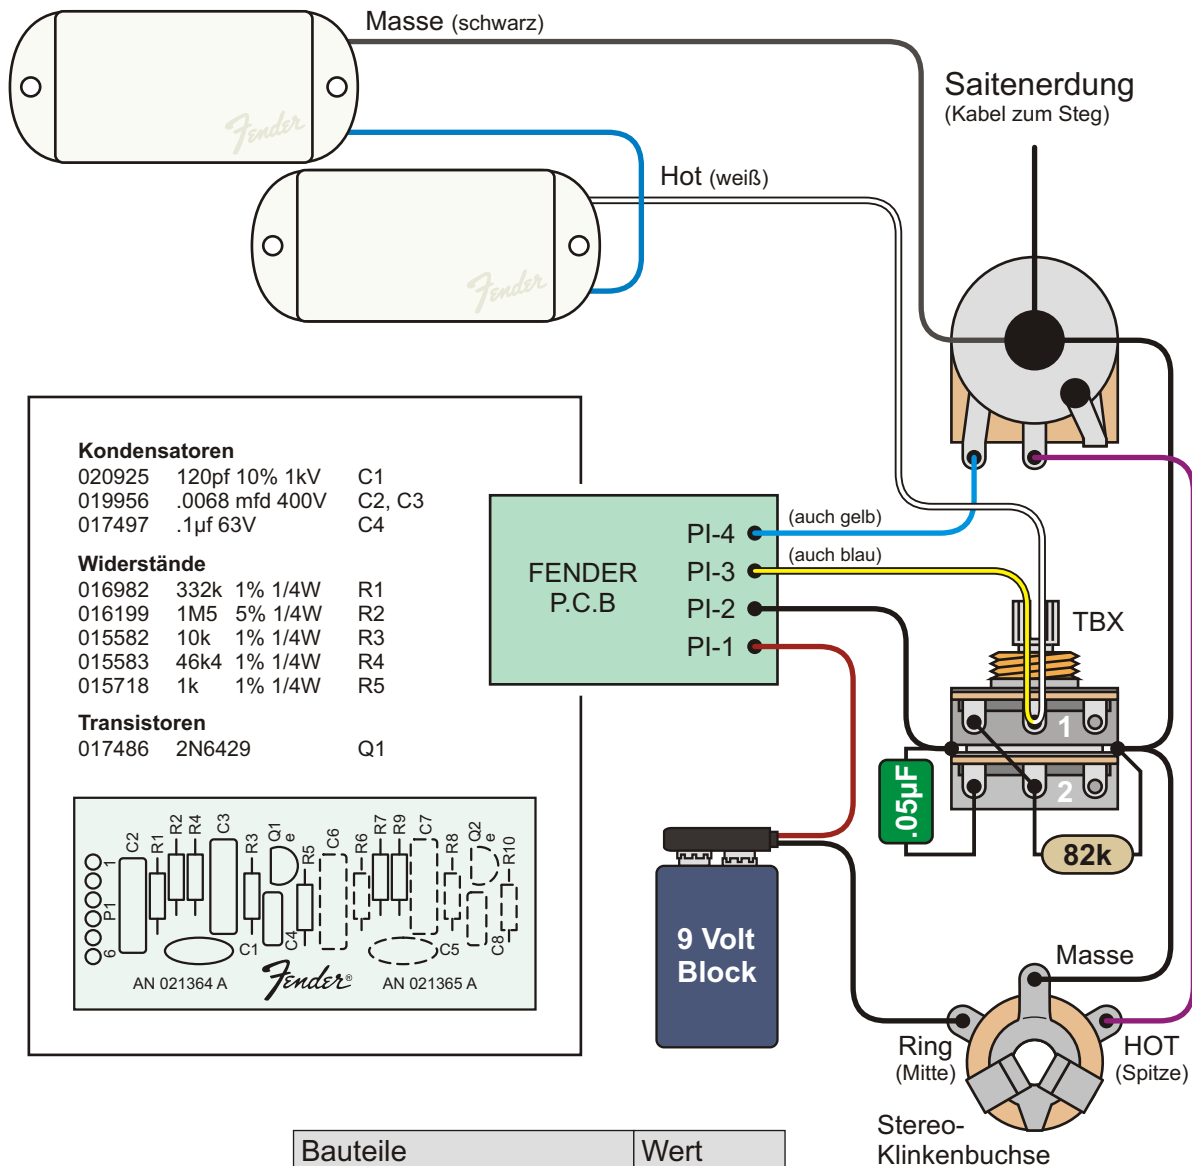 Masse (schwarz)
Saitenerdung
(Kabel zum Steg)
Fender
Hot (weiß)
Fender
Kondensatoren
020925 120pf 10% 1kV C1
019956 .0068 mfd 400V C2, C3
017497 .1µf 63V C4
Widerstände
016982 332k 1% 1/4W R1
016199 1M5 5% 1/4W R2
015582 10k 1% 1/4W R3
015583 46k4 1% 1/4W R4
015718 1k 1% 1/4W R5
Transistoren
017486 2N6429 Q1
FENDER
P.C.B
PI-4
PI-3
PI-2
PI-1
(auch gelb)
(auch blau)
TBX
1
2
.05µF
82k
C2
R1
R2
R4
C3
R3
Q1
e
R5
C6
R6
R7
R9
C7
R8
Q2
e
R10
1
P1
6
C1
C4
C5
C8
AN 021364 A
Fender®
AN 021365 A
9 Volt
Block
Masse
Ring
(Mitte)
HOT
(Spitze)
Stereo-
Klinkenbuchse
Bauteile Wert